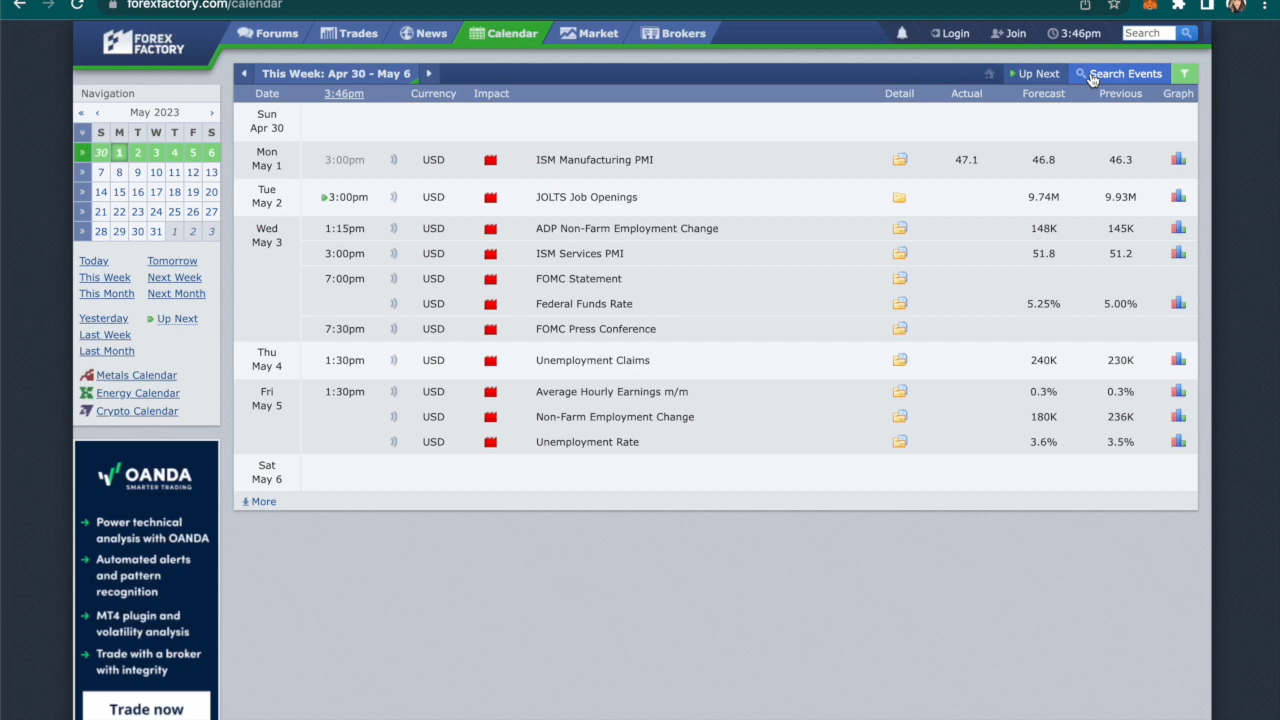 forexfactory.com/calendar
FOREX FACTORY
Forums Trades News Calendar Market Brokers Login Join 3:46pm Search
This Week: Apr 30 - May 6 Up Next Search Events
Date 3:46pm Currency Impact Detail Actual Forecast Previous Graph
Sun
Apr 30
Mon
May 1
3:00pm USD ISM Manufacturing PMI 47.1 46.8 46.3
Tue
May 2
3:00pm USD JOLTS Job Openings 9.74M 9.93M
Wed
May 3
1:15pm USD ADP Non-Farm Employment Change 148K 145K
3:00pm USD ISM Services PMI 51.8 51.2
7:00pm USD FOMC Statement
USD Federal Funds Rate 5.25% 5.00%
7:30pm USD FOMC Press Conference
Thu
May 4
1:30pm USD Unemployment Claims 240K 230K
Fri
May 5
1:30pm USD Average Hourly Earnings m/m 0.3% 0.3%
USD Non-Farm Employment Change 180K 236K
USD Unemployment Rate 3.6% 3.5%
Sat
May 6
More
Navigation
« ‹ May 2023 ›
S M T W T F S
» 30 1 2 3 4 5 6
» 7 8 9 10 11 12 13
» 14 15 16 17 18 19 20
» 21 22 23 24 25 26 27
» 28 29 30 31 1 2 3
Today Tomorrow
This Week Next Week
This Month Next Month
Yesterday Up Next
Last Week
Last Month
Metals Calendar
Energy Calendar
Crypto Calendar
OANDA
SMARTER TRADING
Power technical
analysis with OANDA
Automated alerts
and pattern
recognition
MT4 plugin and
volatility analysis
Trade with a broker
with integrity
Trade now